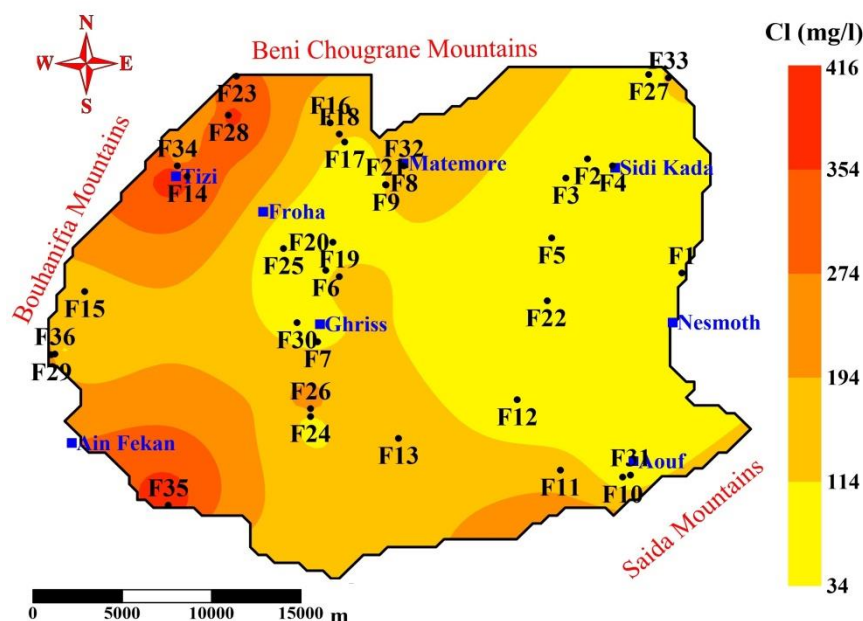 N
W E
S
Beni Chougrane Mountains
Cl (mg/l)
416
354
274
194
114
34
F33
F23
F27
F16
F18
F28
F17
F32
Matemore
F34
Tizi
F21
F8
F2
F4
Sidi Kada
F14
F3
F9
Froha
Bouhanifia Mountains
F20
F5
F25
F19
F1
F6
F15
F22
Ghriss
Nesmoth
F36
F30
F29
F7
F26
F12
F24
Ain Fekan
F13
F31
Aouf
F11
F10
F35
Saida Mountains
0 5000 10000 15000 m